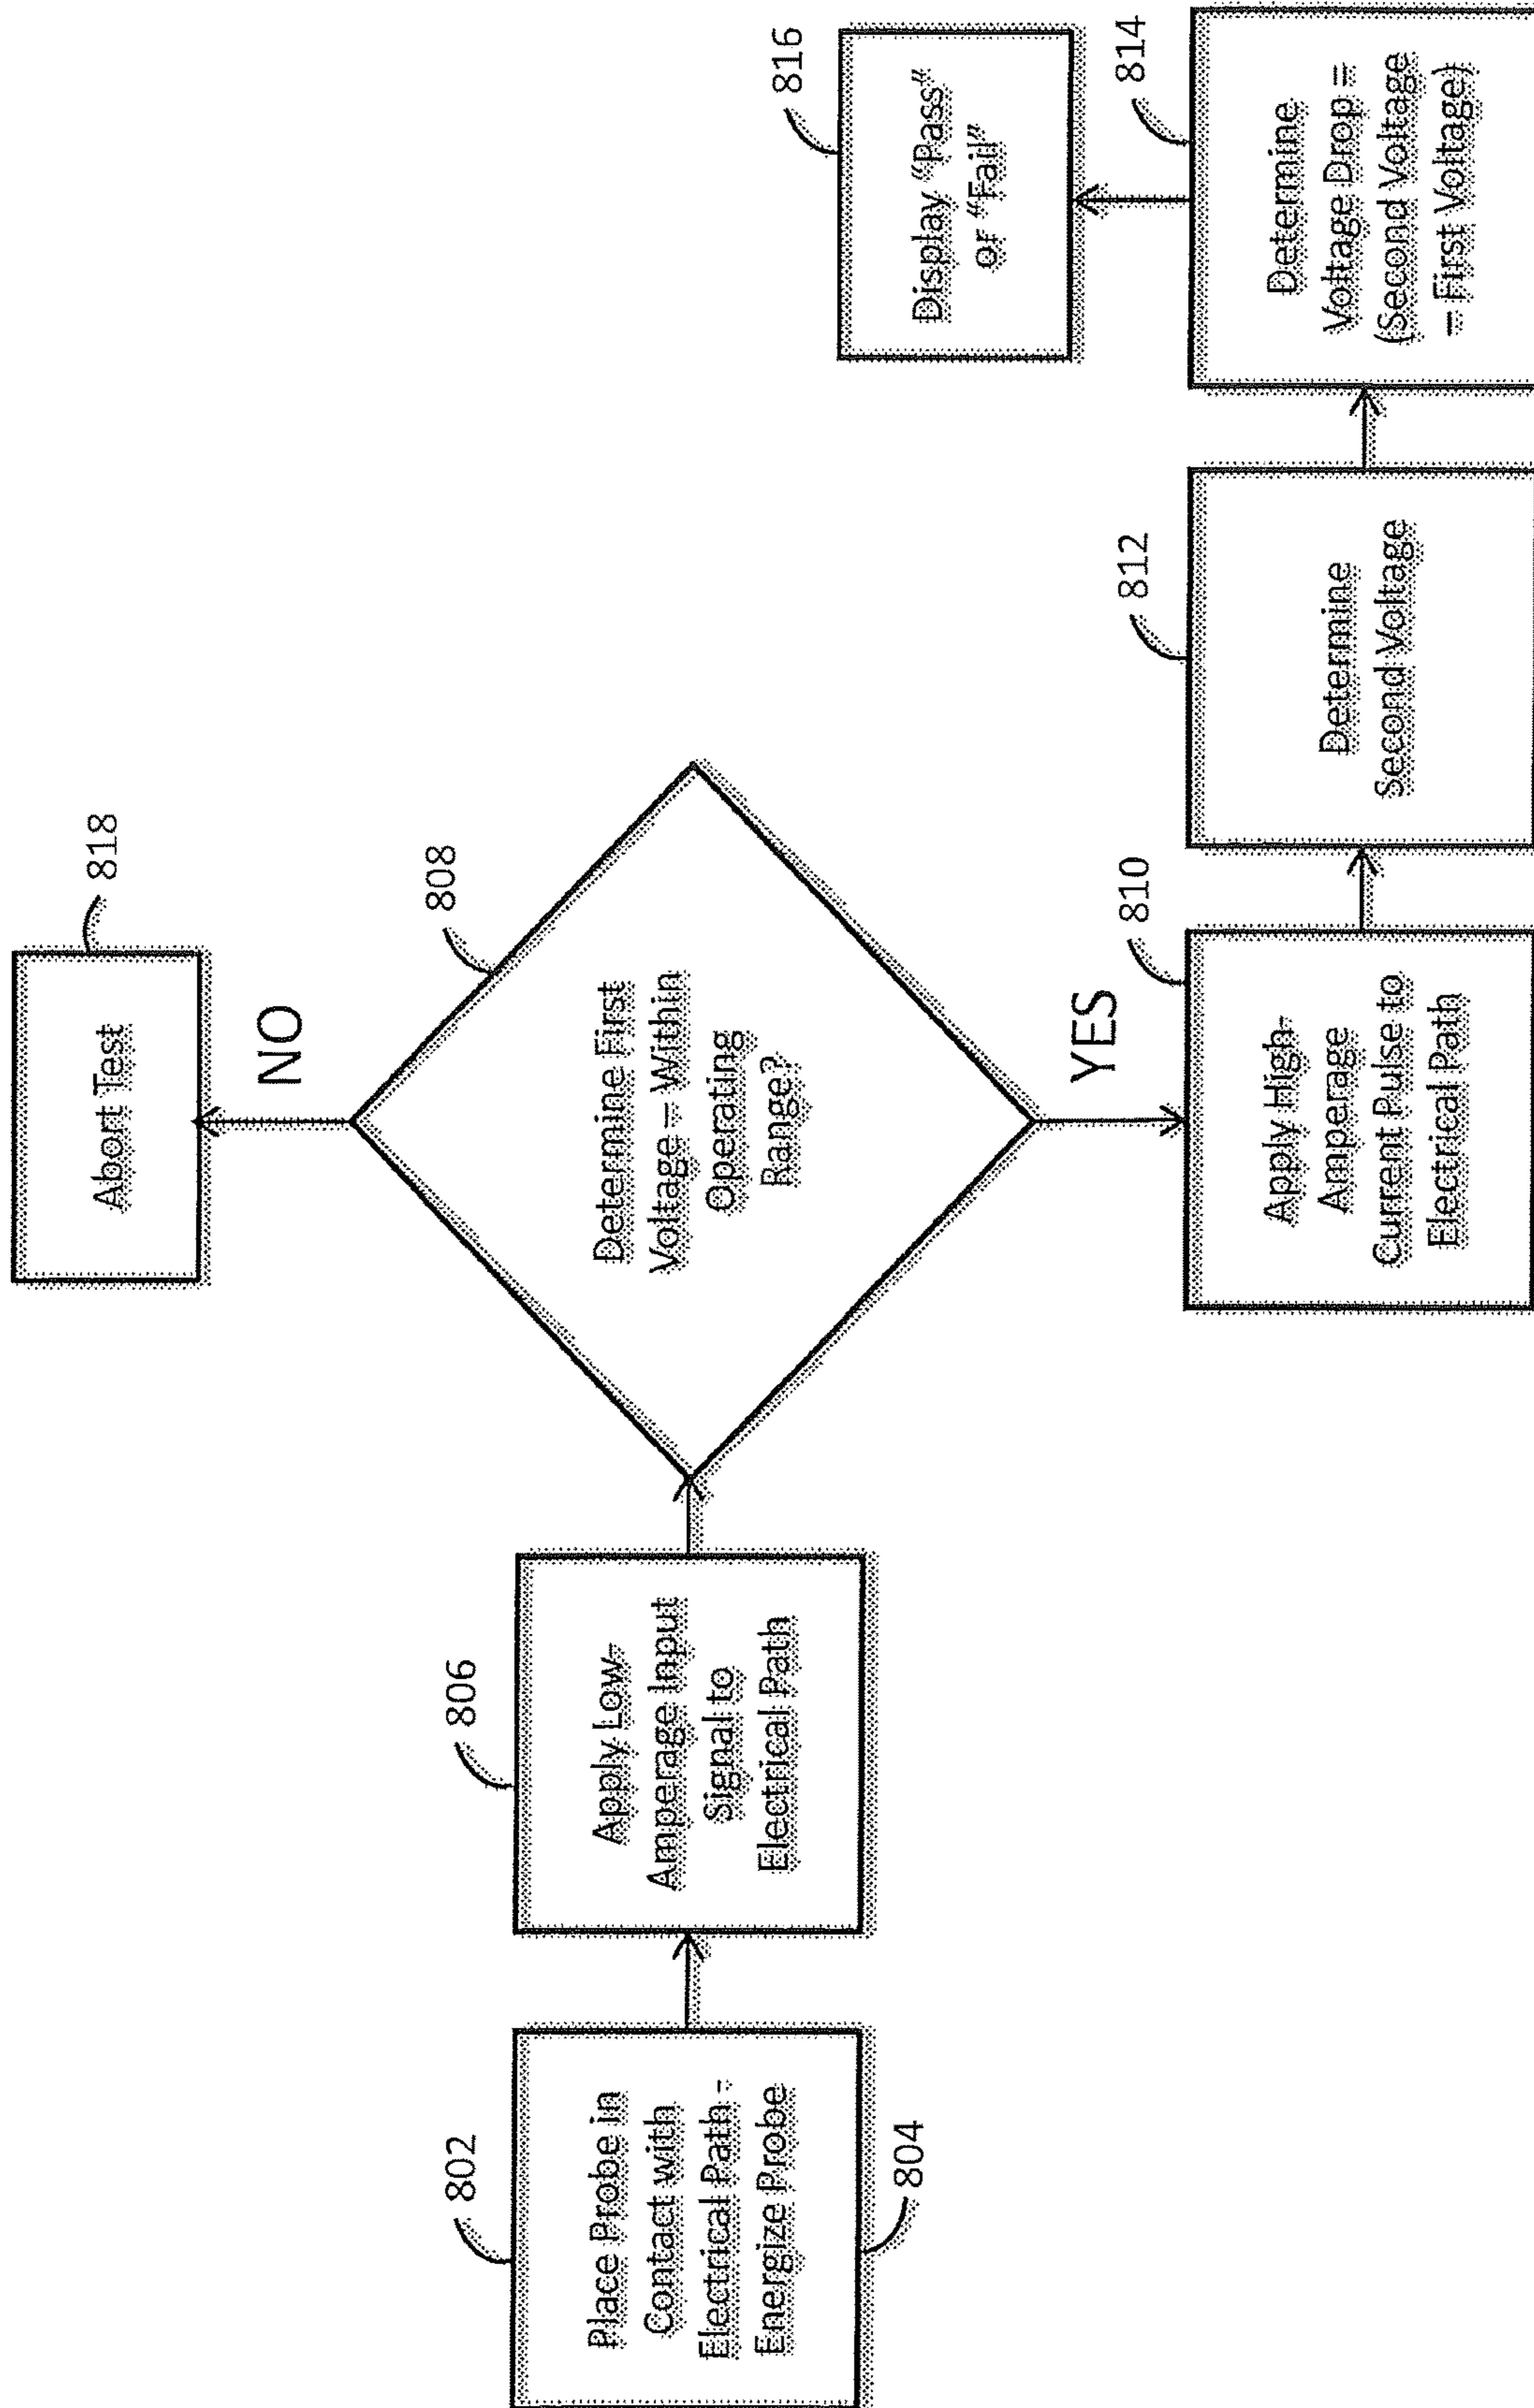 802
Place Probe in
Contact with
Electrical Path -
Energize Probe
804
806
Apply Low-
Amperage Input
Signal to
Electrical Path
808
Determine First
Voltage – Within
Operating
Range?
NO
818
Abort Test
YES
810
Apply High-
Amperage
Current Pulse to
Electrical Path
812
Determine
Second Voltage
814
Determine
Voltage Drop =
(Second Voltage
– First Voltage)
816
Display “Pass”
or “Fail”